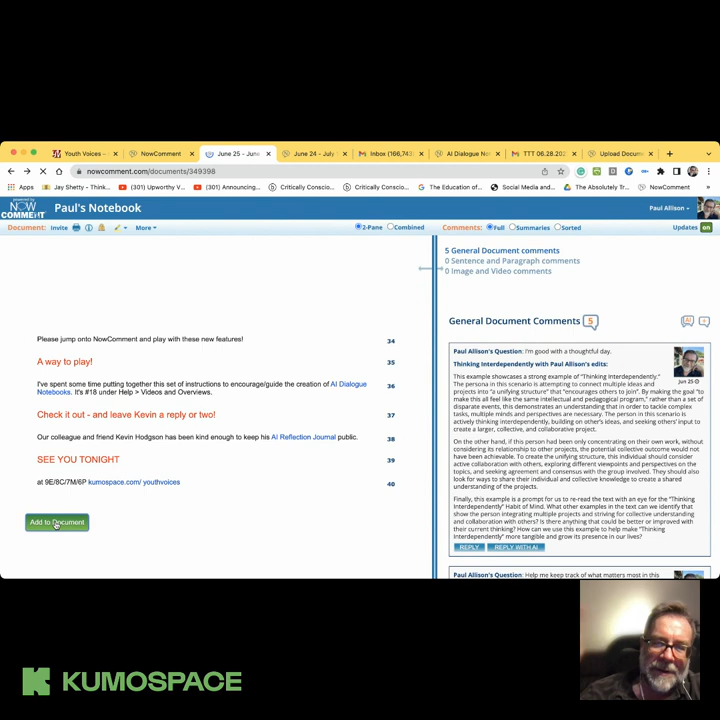 Youth Voices -
NowComment
June 25 - June
June 24 - July
Inbox (166,743
AI Dialogue No
TTT 06.28.202
Upload Docum
nowcomment.com/documents/349398
Apps
Jay Shetty - Think...
(301) Upworthy V...
(301) Announcing...
Critically Conscio...
Critically Conscio...
The Education of...
Social Media and...
The Absolutely Tr...
NowComment
powered by
NOW
COMMENT
Paul's Notebook
Paul Allison
Document: Invite
More
2-Pane
Combined
Comments:
Full
Summaries
Sorted
Updates on
5 General Document comments
0 Sentence and Paragraph comments
0 Image and Video comments
Please jump onto NowComment and play with these new features!
34
A way to play!
35
I've spent some time putting together this set of instructions to encourage/guide the creation of AI Dialogue
Notebooks. It's #18 under Help > Videos and Overviews.
36
Check it out - and leave Kevin a reply or two!
37
Our colleague and friend Kevin Hodgson has been kind enough to keep his AI Reflection Journal public.
38
SEE YOU TONIGHT
39
at 9E/8C/7M/6P kumospace.com/ youthvoices
40
Add to Document
General Document Comments 5
AI
+
Paul Allison's Question: I'm good with a thoughtful day.
Jun 25
Thinking Interdependently with Paul Allison's edits:
This example showcases a strong example of "Thinking Interdependently."
The persona in this scenario is attempting to connect multiple ideas and
projects into "a unifying structure" that "encourages others to join". By making the goal "to
make this all feel like the same intellectual and pedagogical program," rather than a set of
disparate events, this demonstrates an understanding that in order to tackle complex
tasks, multiple minds and ideas must be brought together. The person in this scenario is
actively thinking interdependently, building on other's ideas, and seeking others' input to
create a larger, collective, and collaborative project.
On the other hand, if this person had been only concentrating on their own work, without
considering its relationship to other projects, the potential collective outcome would not
have been achievable. To create the unifying structure, this individual should consider
active collaboration with others, exploring different viewpoints and perspectives on the
topics, and seeking agreement and consensus with the group involved. They should also
look for ways to share their individual and collective knowledge to create a shared
understanding of the projects.
Finally, this example is a prompt for us to re-read the text with an eye for the "Thinking
Interdependently" Habit of Mind. What other examples in the text can we identify that
show the person integrating multiple projects and striving for collective understanding
and collaboration with others? Is there anything that could be better or improved with
their current thinking? How can we use this example to help make "Thinking
Interdependently" more tangible and grow its presence in our lives?
REPLY
REPLY WITH AI
Paul Allison's Question: Help me keep track of what matters most in this
KUMOSPACE